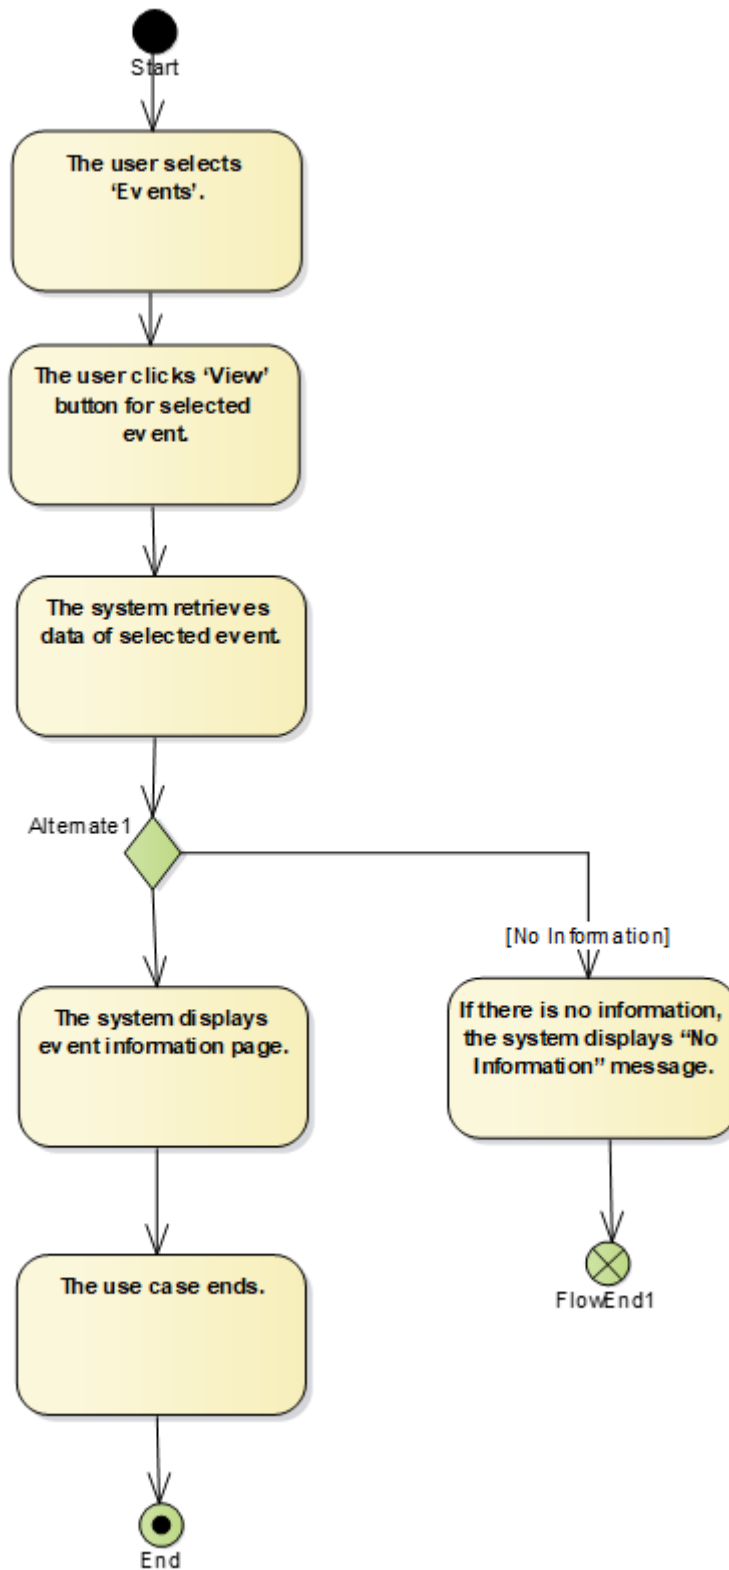 Start
The user selects
‘Events’.
The user clicks ‘View’
button for selected
event.
The system retrieves
data of selected event.
Alternate1
[No Information]
The system displays
event information page.
If there is no information,
the system displays “No
Information” message.
The use case ends.
FlowEnd1
End